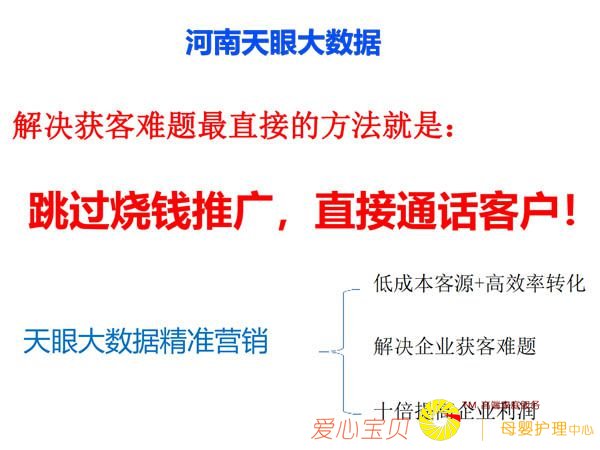 河南天眼大数据
解决获客难题最直接的方法就是：
跳过烧钱推广，直接通话客户！
低成本客源+高效率转化
天眼大数据精准营销
解决企业获客难题
十倍提高企业利润
爱心宝贝
母婴护理中心